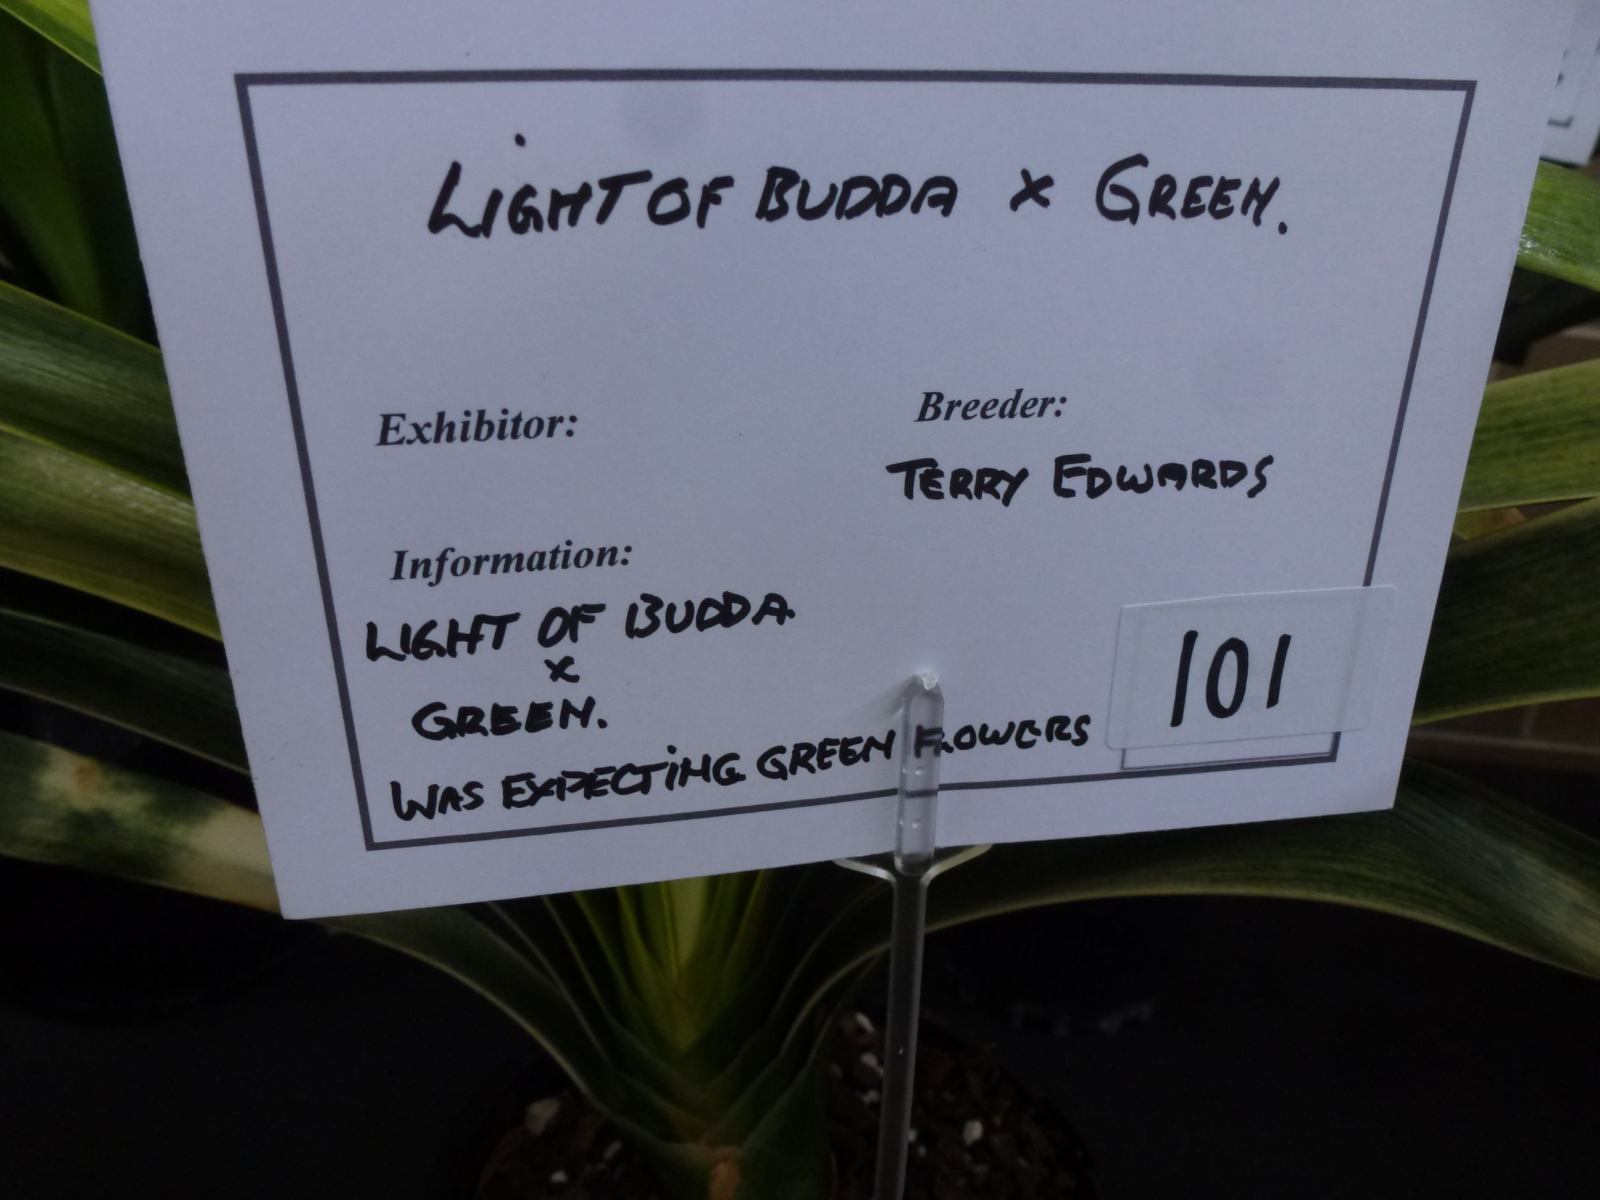 LIGHT OF BUDDA x GREEN.
Exhibitor:
Breeder:
TERRY EDWARDS
Information:
LIGHT OF BUDDA
x
GREEN.
WAS EXPECTING GREEN FLOWERS
101